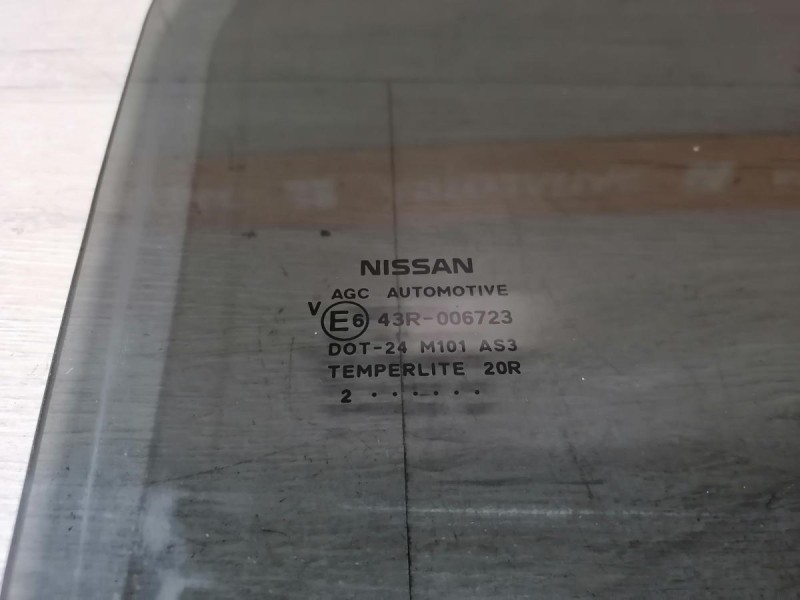 NISSAN
AGC AUTOMOTIVE
V E6 43R-006723
DOT-24 M101 AS3
TEMPERLITE 20R
2 · · · · · ·